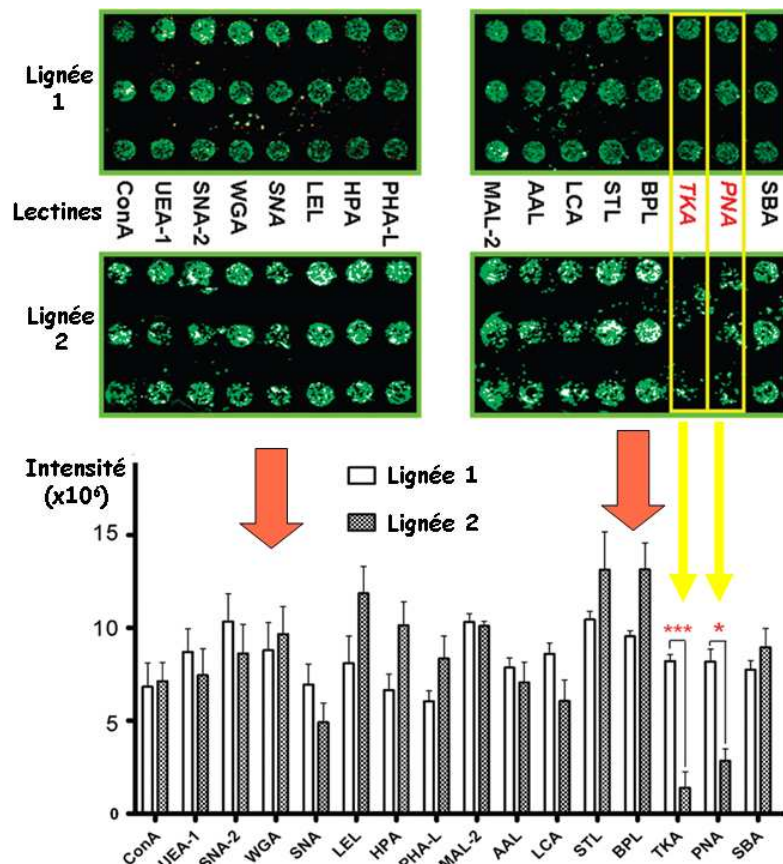 Lignée
1
Lectines
ConA
UEA-1
SNA-2
WGA
SNA
LEL
HPA
PHA-L
MAL-2
AAL
LCA
STL
BPL
TKA
PNA
SBA
Lignée
2
Intensité
(x10⁶)
Lignée 1
Lignée 2
15
10
5
0
***
*
ConA
UEA-1
SNA-2
WGA
SNA
LEL
HPA
PHA-L
MAL-2
AAL
LCA
STL
BPL
TKA
PNA
SBA